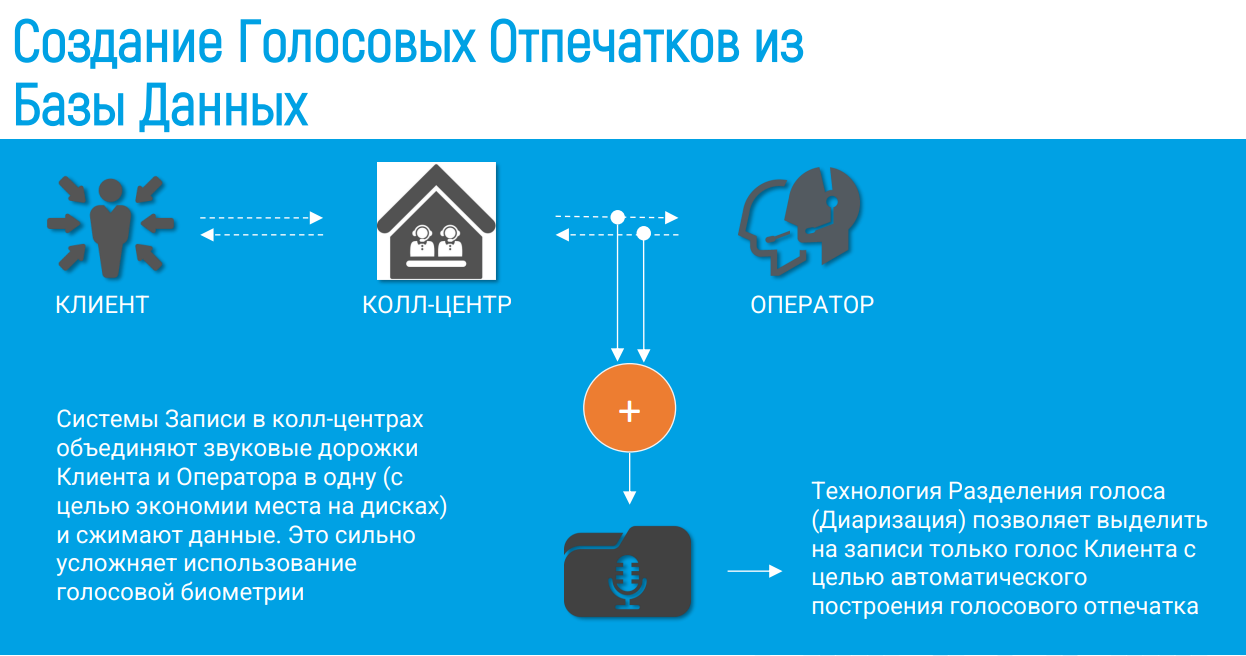 Создание Голосовых Отпечатков из
Базы Данных
КЛИЕНТ
КОЛЛ-ЦЕНТР
ОПЕРАТОР
+
Системы Записи в колл-центрах
объединяют звуковые дорожки
Клиента и Оператора в одну (с
целью экономии места на дисках)
и сжимают данные. Это сильно
усложняет использование
голосовой биометрии
Технология Разделения голоса
(Диаризация) позволяет выделить
на записи только голос Клиента с
целью автоматического
построения голосового отпечатка